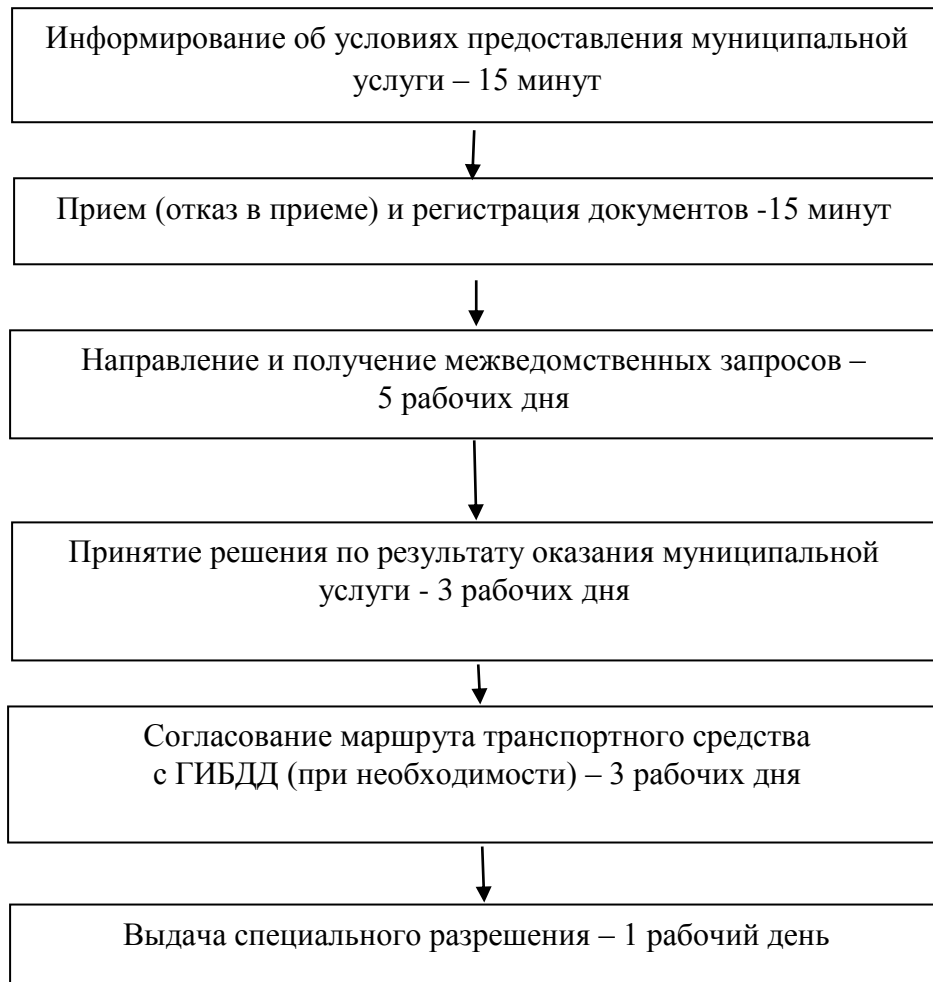 Информирование об условиях предоставления муниципальной
услуги – 15 минут
Прием (отказ в приеме) и регистрация документов -15 минут
Направление и получение межведомственных запросов –
5 рабочих дня
Принятие решения по результату оказания муниципальной
услуги - 3 рабочих дня
Согласование маршрута транспортного средства
с ГИБДД (при необходимости) – 3 рабочих дня
Выдача специального разрешения – 1 рабочий день